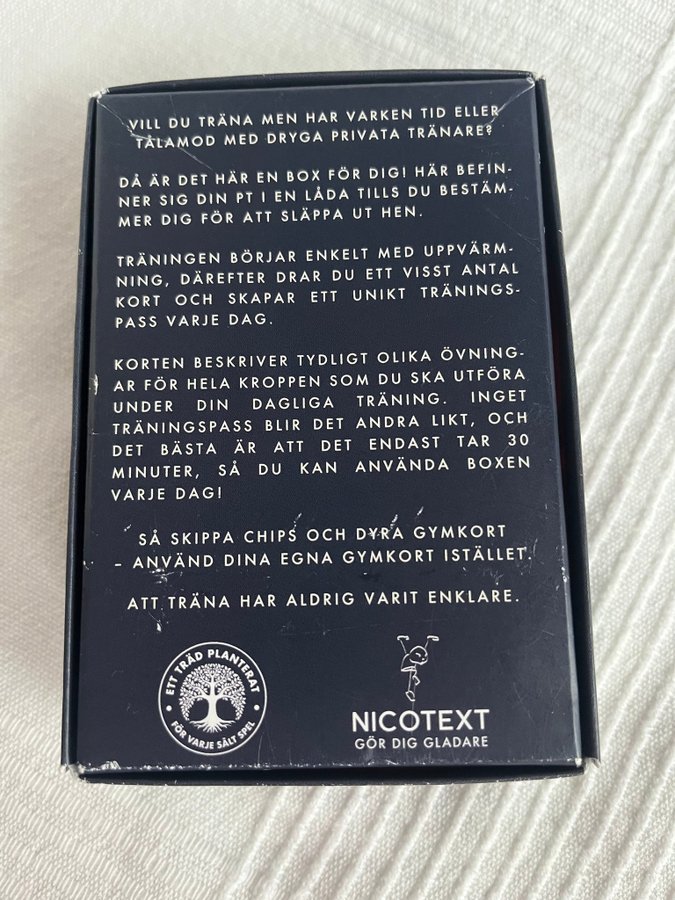 VILL DU TRÄNA MEN HAR VARKEN TID ELLER
TÅLAMOD MED DRYGA PRIVATA TRÄNARE?
DÅ ÄR DET HÄR EN BOX FÖR DIG! HÄR BEFIN-
NER SIG DIN PT I EN LÅDA TILLS DU BESTÄM-
MER DIG FÖR ATT SLÄPPA UT HEN.
TRÄNINGEN BÖRJAR ENKELT MED UPPVÄRM-
NING, DÄREFTER DRAR DU ETT VISST ANTAL
KORT OCH SKAPAR ETT UNIKT TRÄNINGS-
PASS VARJE DAG.
KORTEN BESKRIVER TYDLIGT OLIKA ÖVNING-
AR FÖR HELA KROPPEN SOM DU SKA UTFÖRA
UNDER DIN DAGLIGA TRÄNING. INGET
TRÄNINGSPASS BLIR DET ANDRA LIKT, OCH
DET BÄSTA ÄR ATT DET ENDAST TAR 30
MINUTER, SÅ DU KAN ANVÄNDA BOXEN
VARJE DAG!
SÅ SKIPPA CHIPS OCH DYRA GYMKORT
– ANVÄND DINA EGNA GYMKORT ISTÄLLET
ATT TRÄNA HAR ALDRIG VARIT ENKLARE.
ETT TRÄD PLANTERAT
FÖR VARJE SÅLT SPEL
NICOTEXT
GÖR DIG GLADARE